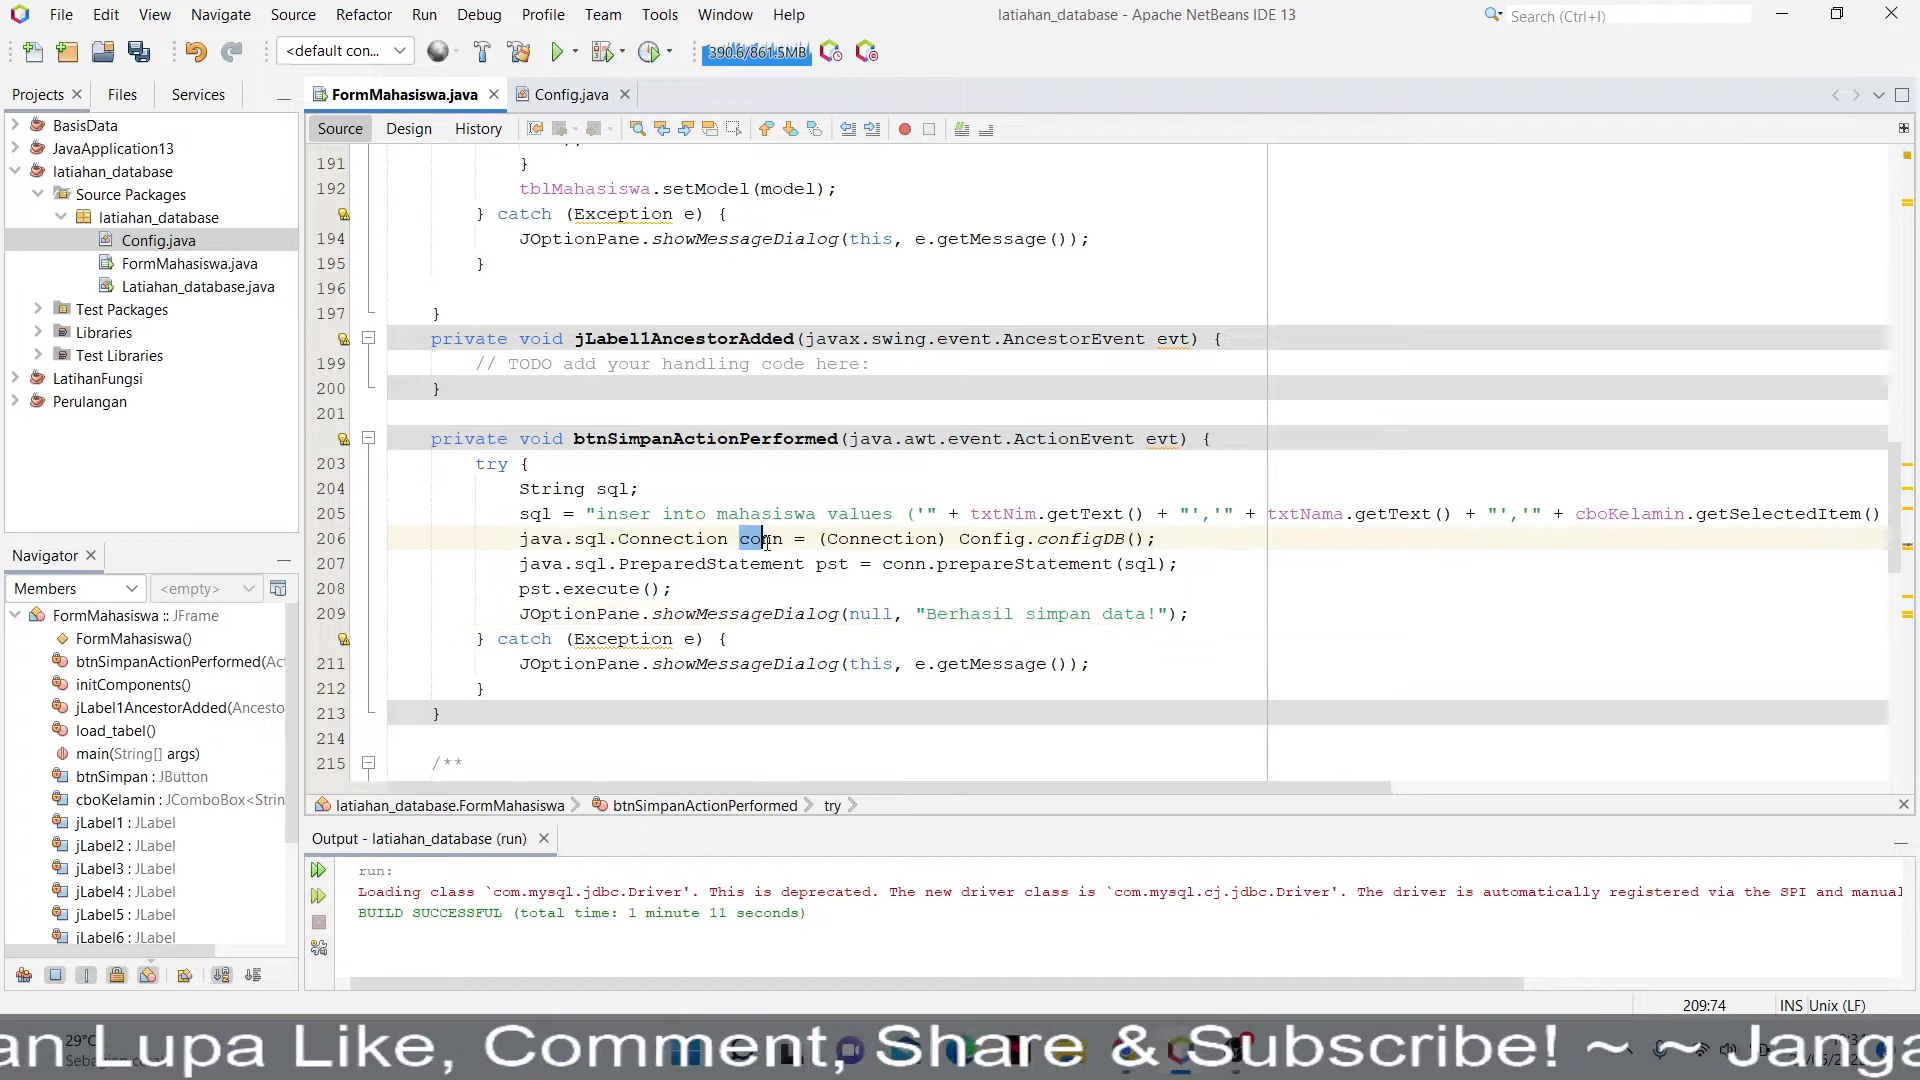 File Edit View Navigate Source Refactor Run Debug Profile Team Tools Window Help
latiahan_database - Apache NetBeans IDE 13
Search (Ctrl+I)
<default con...
390.6/861.5MB
Projects Files Services
FormMahasiswa.java Config.java
Source Design History
BasisData
JavaApplication13
latiahan_database
Source Packages
latiahan_database
Config.java
FormMahasiswa.java
Latiahan_database.java
Test Packages
Libraries
Test Libraries
LatihanFungsi
Perulangan
191 }
192 tblMahasiswa.setModel(model);
} catch (Exception e) {
194 JOptionPane.showMessageDialog(this, e.getMessage());
195 }
196
197 }
private void jLabel1AncestorAdded(javax.swing.event.AncestorEvent evt) {
199 // TODO add your handling code here:
200 }
201
private void btnSimpanActionPerformed(java.awt.event.ActionEvent evt) {
203 try {
204 String sql;
205 sql = "inser into mahasiswa values ('" + txtNim.getText() + "','" + txtNama.getText() + "','" + cboKelamin.getSelectedItem()
206 java.sql.Connection conn = (Connection) Config.configDB();
207 java.sql.PreparedStatement pst = conn.prepareStatement(sql);
208 pst.execute();
209 JOptionPane.showMessageDialog(null, "Berhasil simpan data!");
} catch (Exception e) {
211 JOptionPane.showMessageDialog(this, e.getMessage());
212 }
213 }
214
215 /**
latiahan_database.FormMahasiswa btnSimpanActionPerformed try
Navigator
Members <empty>
FormMahasiswa :: JFrame
FormMahasiswa()
btnSimpanActionPerformed(Act
initComponents()
jLabel1AncestorAdded(Ancesto
load_tabel()
main(String[] args)
btnSimpan : JButton
cboKelamin : JComboBox<Strin
jLabel1 : JLabel
jLabel2 : JLabel
jLabel3 : JLabel
jLabel4 : JLabel
jLabel5 : JLabel
jLabel6 : JLabel
Output - latiahan_database (run)
run:
Loading class `com.mysql.jdbc.Driver'. This is deprecated. The new driver class is `com.mysql.cj.jdbc.Driver'. The driver is automatically registered via the SPI and manual
BUILD SUCCESSFUL (total time: 1 minute 11 seconds)
209:74 INS Unix (LF)
29°C
an Lupa Like, Comment, Share & Subscribe! ~ ~ Janga